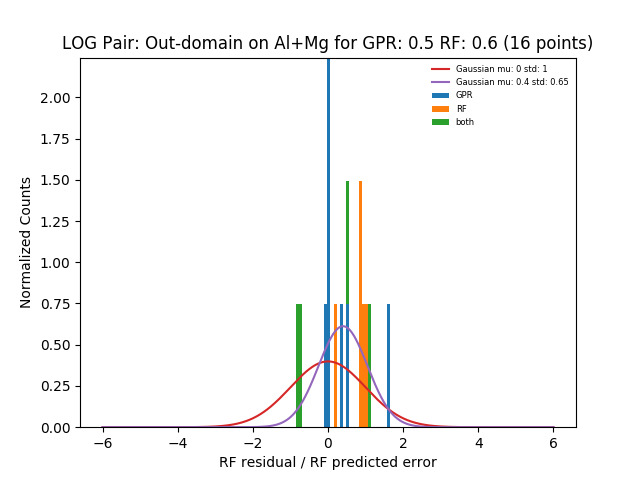 LOG Pair: Out-domain on Al+Mg for GPR: 0.5 RF: 0.6 (16 points)
Gaussian mu: 0 std: 1
Gaussian mu: 0.4 std: 0.65
GPR
RF
both
Normalized Counts
2.00
1.75
1.50
1.25
1.00
0.75
0.50
0.25
0.00
−6 −4 −2 0 2 4 6
RF residual / RF predicted error